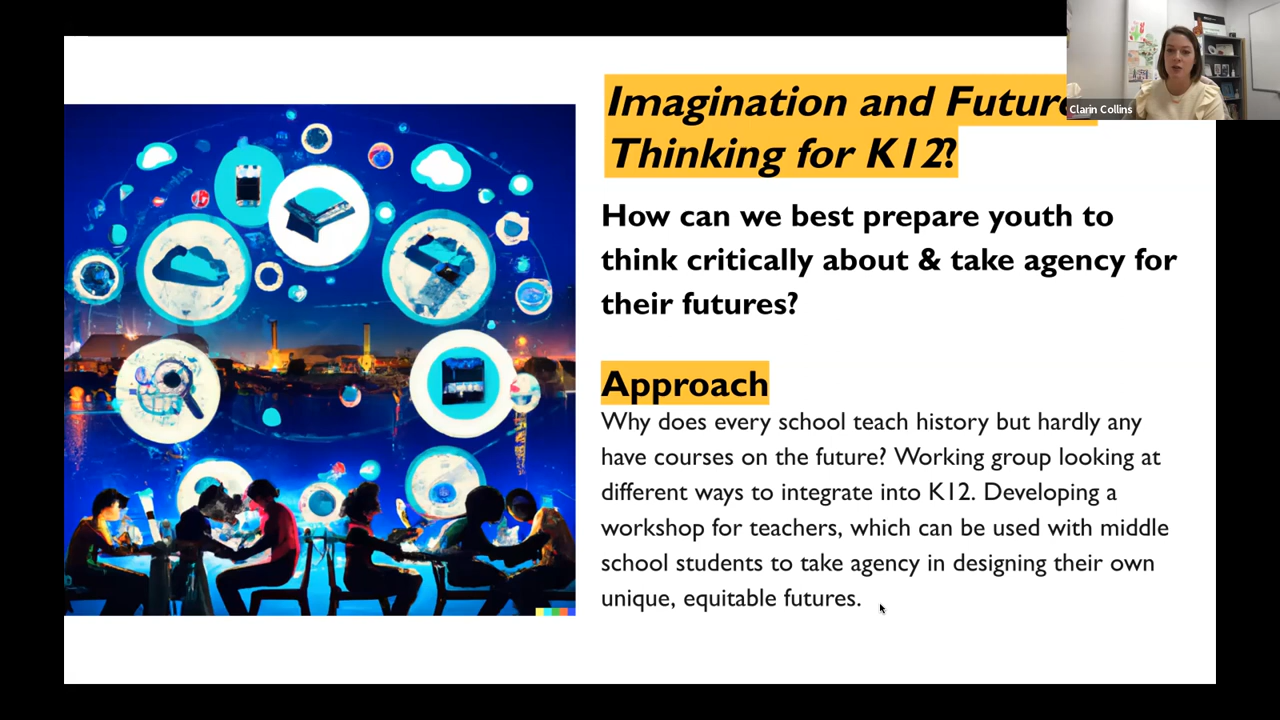 Imagination and Future
Thinking for K12?
How can we best prepare youth to
think critically about & take agency for
their futures?
Approach
Why does every school teach history but hardly any
have courses on the future? Working group looking at
different ways to integrate into K12. Developing a
workshop for teachers, which can be used with middle
school students to take agency in designing their own
unique, equitable futures.
Clarin Collins